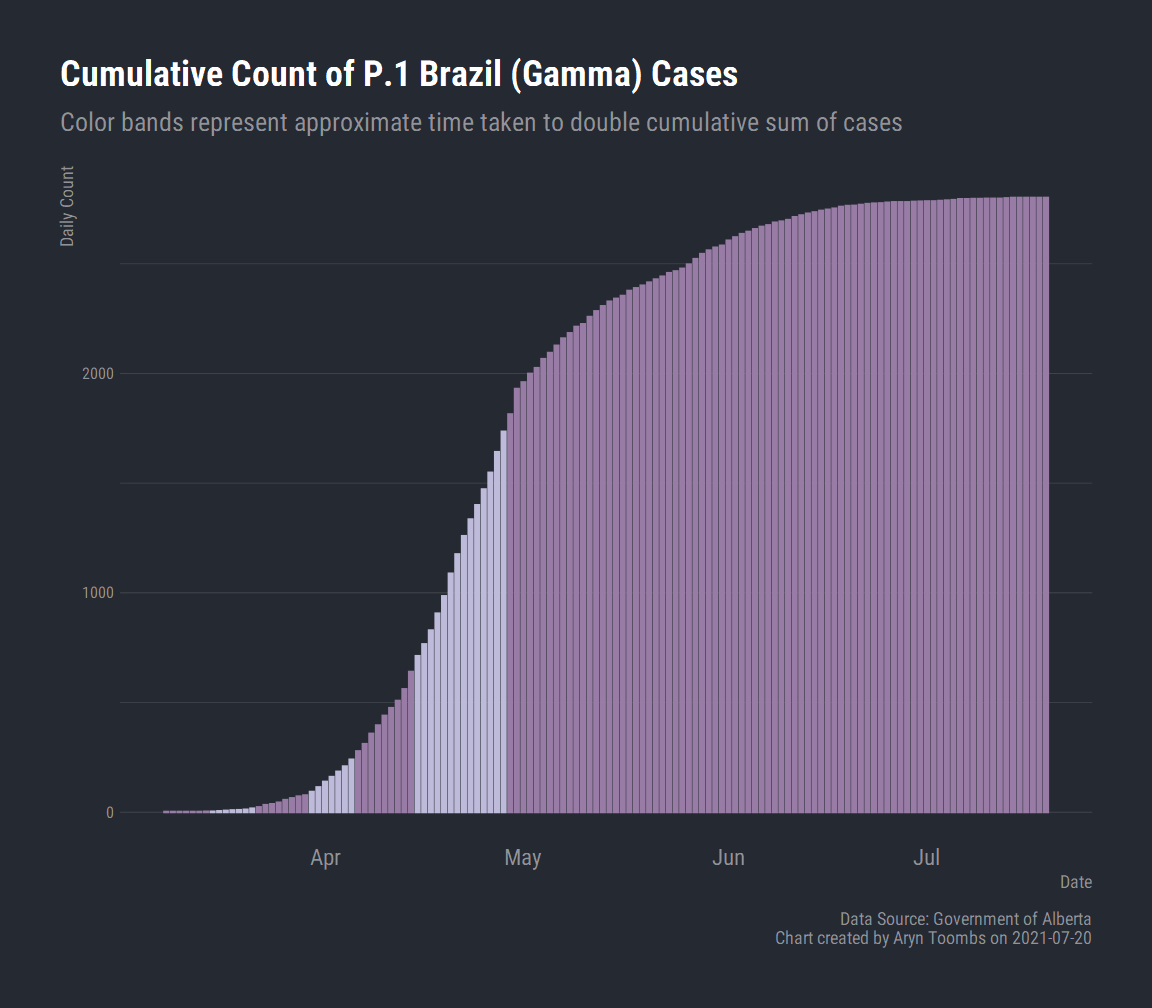 Cumulative Count of P.1 Brazil (Gamma) Cases
Color bands represent approximate time taken to double cumulative sum of cases
Daily Count
2000
1000
0
Apr May Jun Jul
Date
Data Source: Government of Alberta
Chart created by Aryn Toombs on 2021-07-20